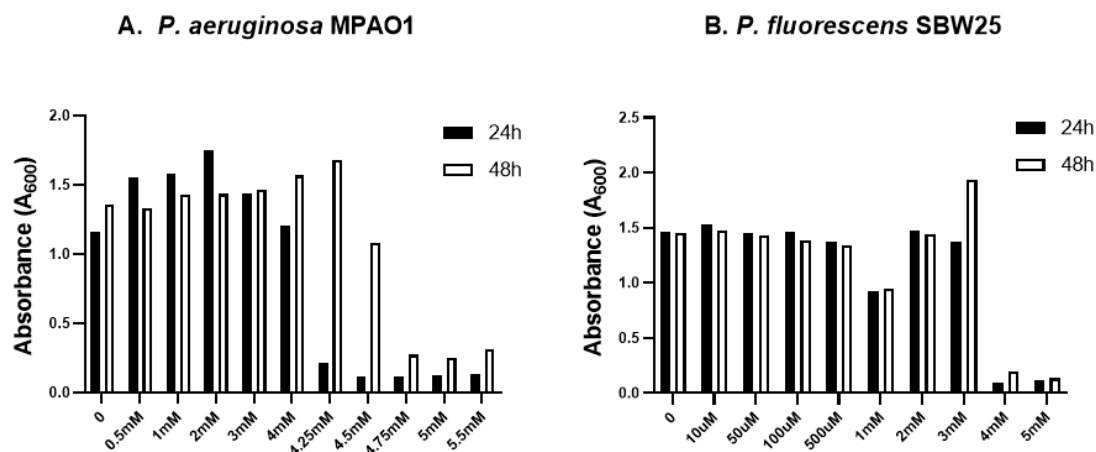 A. P. aeruginosa MPAO1
2.0
1.5
1.0
0.5
0.0
Absorbance (A600)
24h
48h
0
0.5mM
1mM
2mM
3mM
4mM
4.25mM
4.5mM
4.75mM
5mM
5.5mM
B. P. fluorescens SBW25
2.5
2.0
1.5
1.0
0.5
0.0
Absorbance (A600)
24h
48h
0
10uM
50uM
100uM
500uM
1mM
2mM
3mM
4mM
5mM